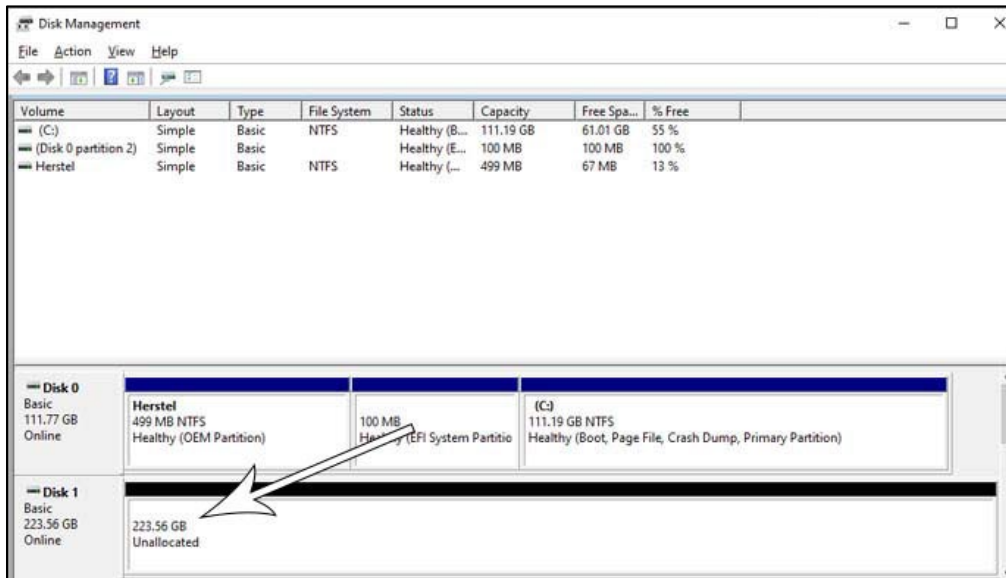 Disk Management
File Action View Help
Volume Layout Type File System Status Capacity Free Spa... % Free
(C:) Simple Basic NTFS Healthy (B... 111.19 GB 61.01 GB 55 %
(Disk 0 partition 2) Simple Basic Healthy (E... 100 MB 100 MB 100 %
Herstel Simple Basic NTFS Healthy (... 499 MB 67 MB 13 %
Disk 0
Basic
111.77 GB
Online
Herstel
499 MB NTFS
Healthy (OEM Partition)
100 MB
(EFI System Partitio
(C:)
111.19 GB NTFS
Healthy (Boot, Page File, Crash Dump, Primary Partition)
Disk 1
Basic
223.56 GB
Online
223.56 GB
Unallocated